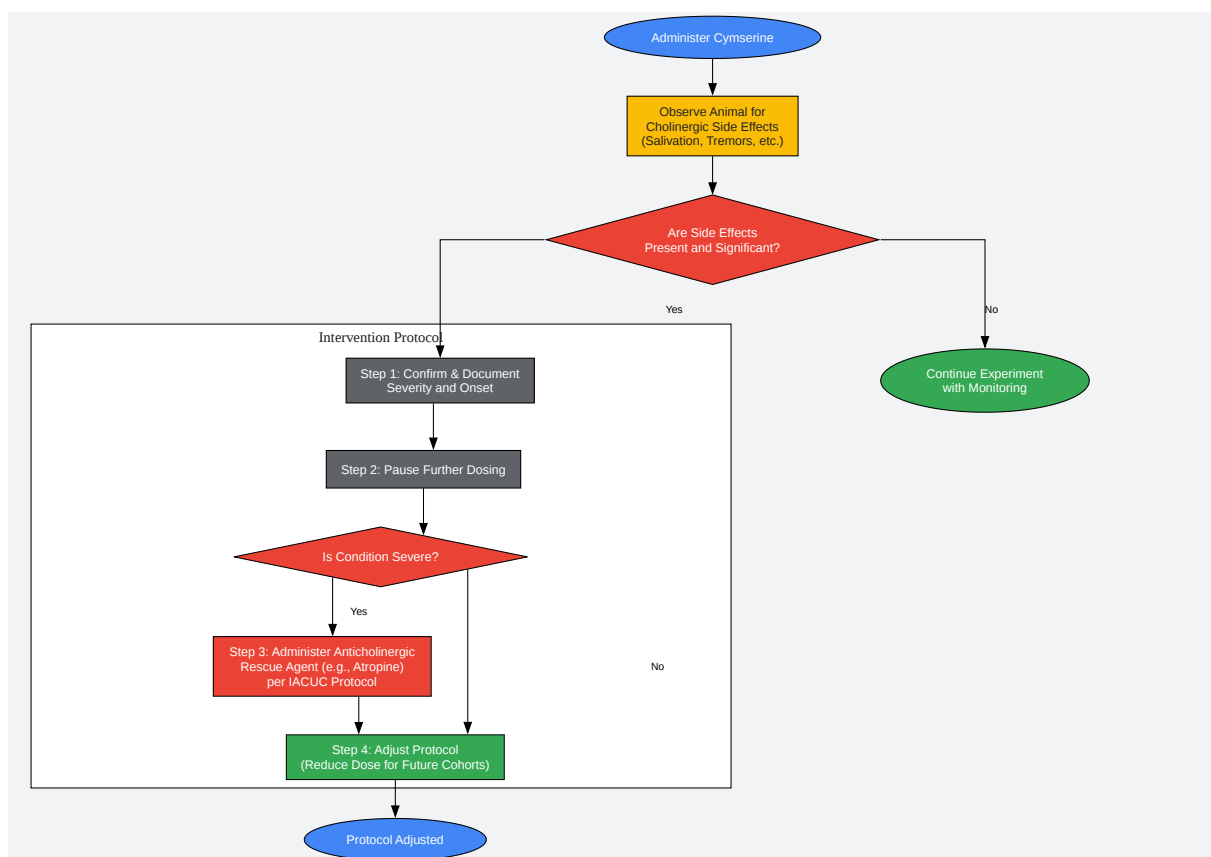 Administer Cymserine
Observe Animal for
Cholinergic Side Effects
(Salivation, Tremors, etc.)
Are Side Effects
Present and Significant?
Yes
No
Intervention Protocol
Step 1: Confirm & Document
Severity and Onset
Continue Experiment
with Monitoring
Step 2: Pause Further Dosing
Is Condition Severe?
Yes
Step 3: Administer Anticholinergic
Rescue Agent (e.g., Atropine)
per IACUC Protocol
No
Step 4: Adjust Protocol
(Reduce Dose for Future Cohorts)
Protocol Adjusted